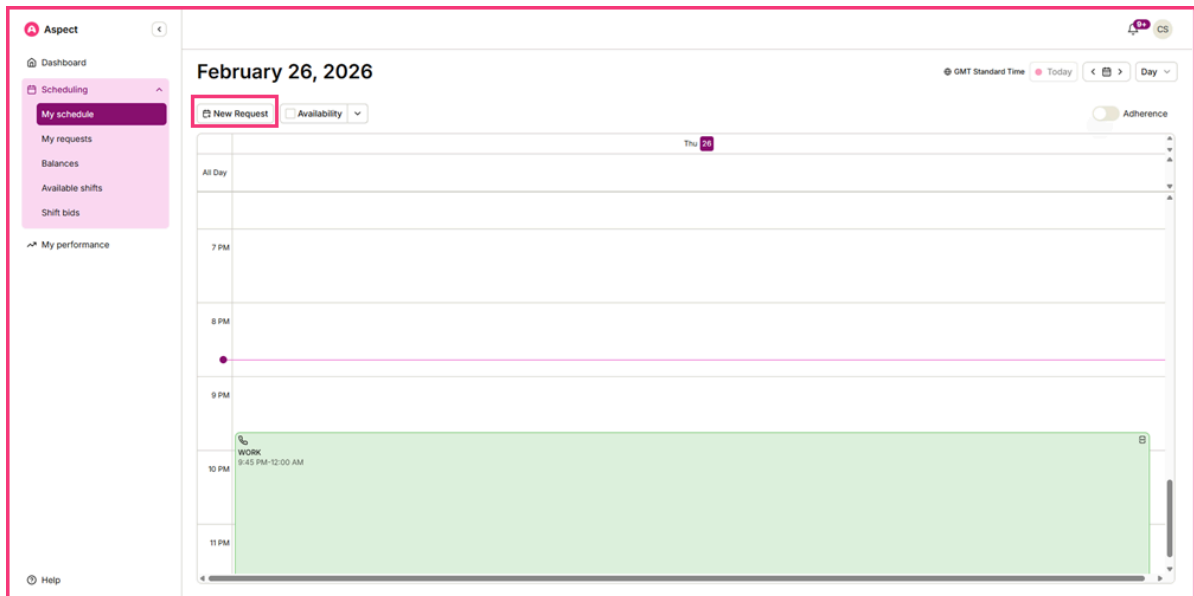 Aspect
9+
CS
Dashboard
Scheduling
My schedule
My requests
Balances
Available shifts
Shift bids
My performance
Help
February 26, 2026
GMT Standard Time
Today
Day
New Request
Availability
Adherence
Thu 26
All Day
7 PM
8 PM
9 PM
WORK
9:45 PM-12:00 AM
10 PM
11 PM